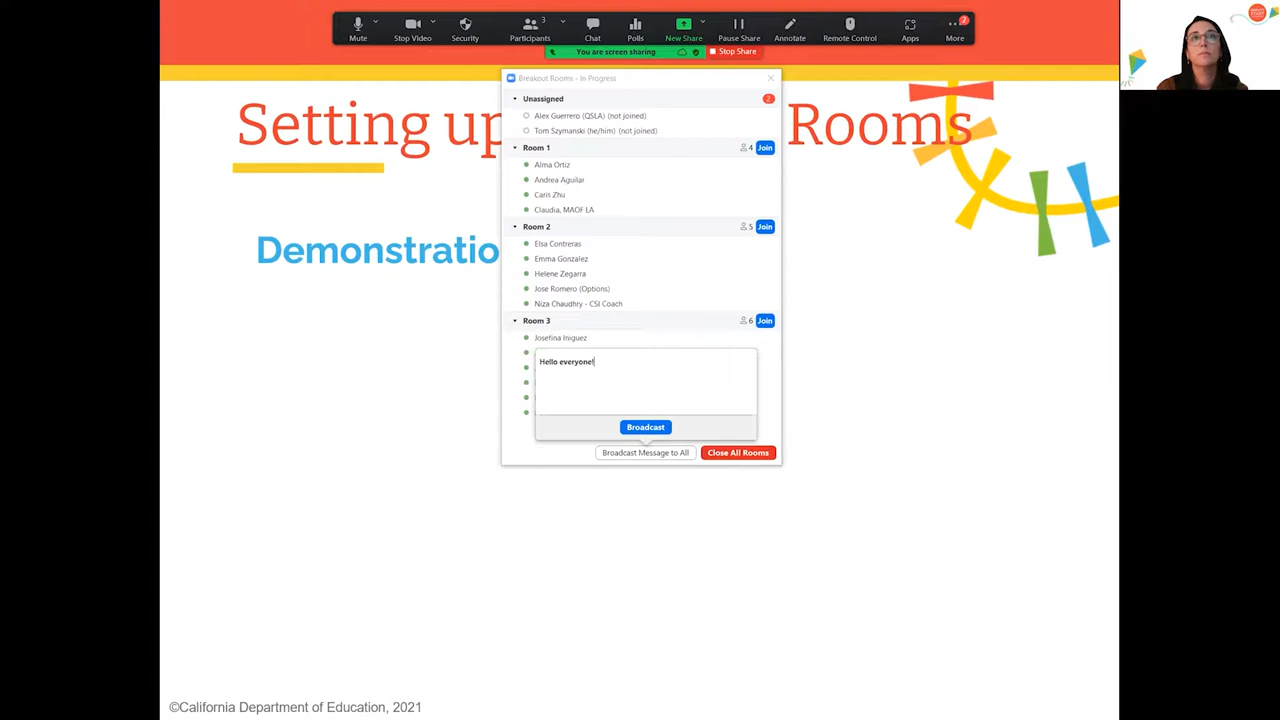 3
2
Mute
Stop Video
Security
Participants
Chat
Polls
New Share
Pause Share
Annotate
Remote Control
Apps
More
You are screen sharing
Stop Share
Breakout Rooms - In Progress
Setting up
Rooms
Unassigned
2
Alex Guerrero (QSLA) (not joined)
Tom Szymanski (he/him) (not joined)
Room 1
4
Join
Alma Ortiz
Andrea Aguilar
Caris Zhu
Claudia, MAOF LA
Room 2
5
Join
Elsa Contreras
Emma Gonzalez
Helene Zegarra
Jose Romero (Options)
Niza Chaudhry - CSI Coach
Demonstratio
Room 3
6
Join
Josefina Iniguez
Hello everyone!
Broadcast
Broadcast Message to All
Close All Rooms
©California Department of Education, 2021